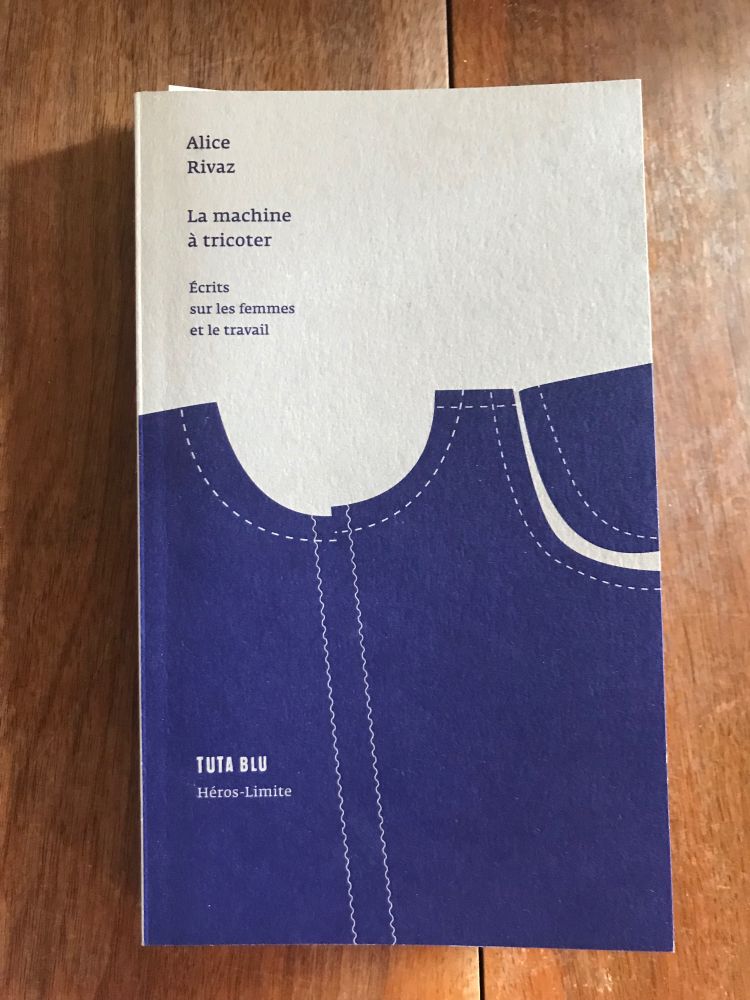 Alice
Rivaz
La machine
à tricoter
Écrits
sur les femmes
et le travail
TUTA BLU
Héros-Limite